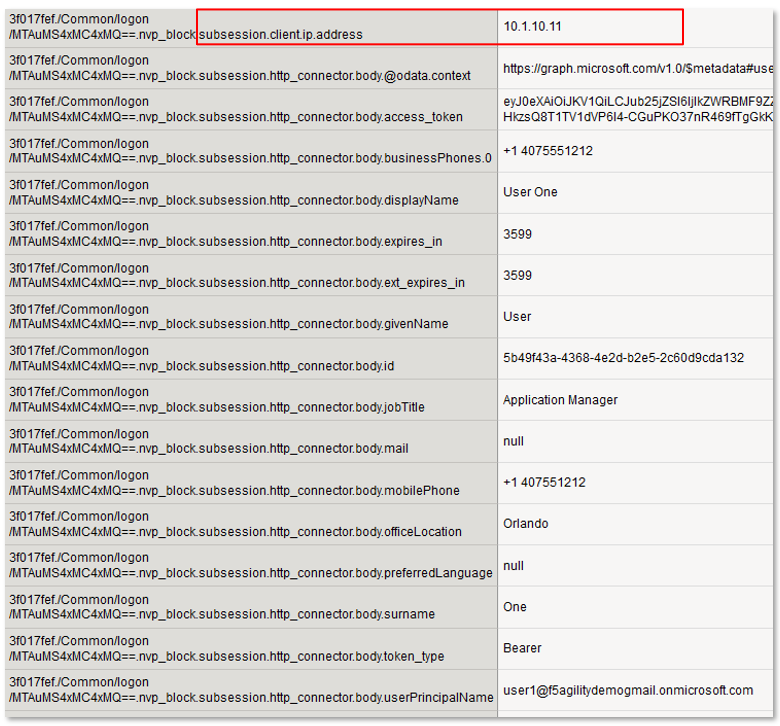 3f017fef./Common/logon
/MTAuMS4xMC4xMQ==.nvp_block.subsession.client.ip.address
10.1.10.11
3f017fef./Common/logon
/MTAuMS4xMC4xMQ==.nvp_block.subsession.http_connector.body.@odata.context
https://graph.microsoft.com/v1.0/$metadata#use
3f017fef./Common/logon
/MTAuMS4xMC4xMQ==.nvp_block.subsession.http_connector.body.access_token
3f017fef./Common/logon
/MTAuMS4xMC4xMQ==.nvp_block.subsession.http_connector.body.businessPhones.0
+1 4075551212
3f017fef./Common/logon
/MTAuMS4xMC4xMQ==.nvp_block.subsession.http_connector.body.displayName
User One
3f017fef./Common/logon
/MTAuMS4xMC4xMQ==.nvp_block.subsession.http_connector.body.expires_in
3599
3f017fef./Common/logon
/MTAuMS4xMC4xMQ==.nvp_block.subsession.http_connector.body.ext_expires_in
3599
3f017fef./Common/logon
/MTAuMS4xMC4xMQ==.nvp_block.subsession.http_connector.body.givenName
User
3f017fef./Common/logon
/MTAuMS4xMC4xMQ==.nvp_block.subsession.http_connector.body.id
5b49f43a-4368-4e2d-b2e5-2c60d9cda132
3f017fef./Common/logon
/MTAuMS4xMC4xMQ==.nvp_block.subsession.http_connector.body.jobTitle
Application Manager
3f017fef./Common/logon
/MTAuMS4xMC4xMQ==.nvp_block.subsession.http_connector.body.mail
null
3f017fef./Common/logon
/MTAuMS4xMC4xMQ==.nvp_block.subsession.http_connector.body.mobilePhone
+1 407551212
3f017fef./Common/logon
/MTAuMS4xMC4xMQ==.nvp_block.subsession.http_connector.body.officeLocation
Orlando
3f017fef./Common/logon
/MTAuMS4xMC4xMQ==.nvp_block.subsession.http_connector.body.preferredLanguage
null
3f017fef./Common/logon
/MTAuMS4xMC4xMQ==.nvp_block.subsession.http_connector.body.surname
One
3f017fef./Common/logon
/MTAuMS4xMC4xMQ==.nvp_block.subsession.http_connector.body.token_type
Bearer
3f017fef./Common/logon
/MTAuMS4xMC4xMQ==.nvp_block.subsession.http_connector.body.userPrincipalName
user1@f5agilitydemogmail.onmicrosoft.com